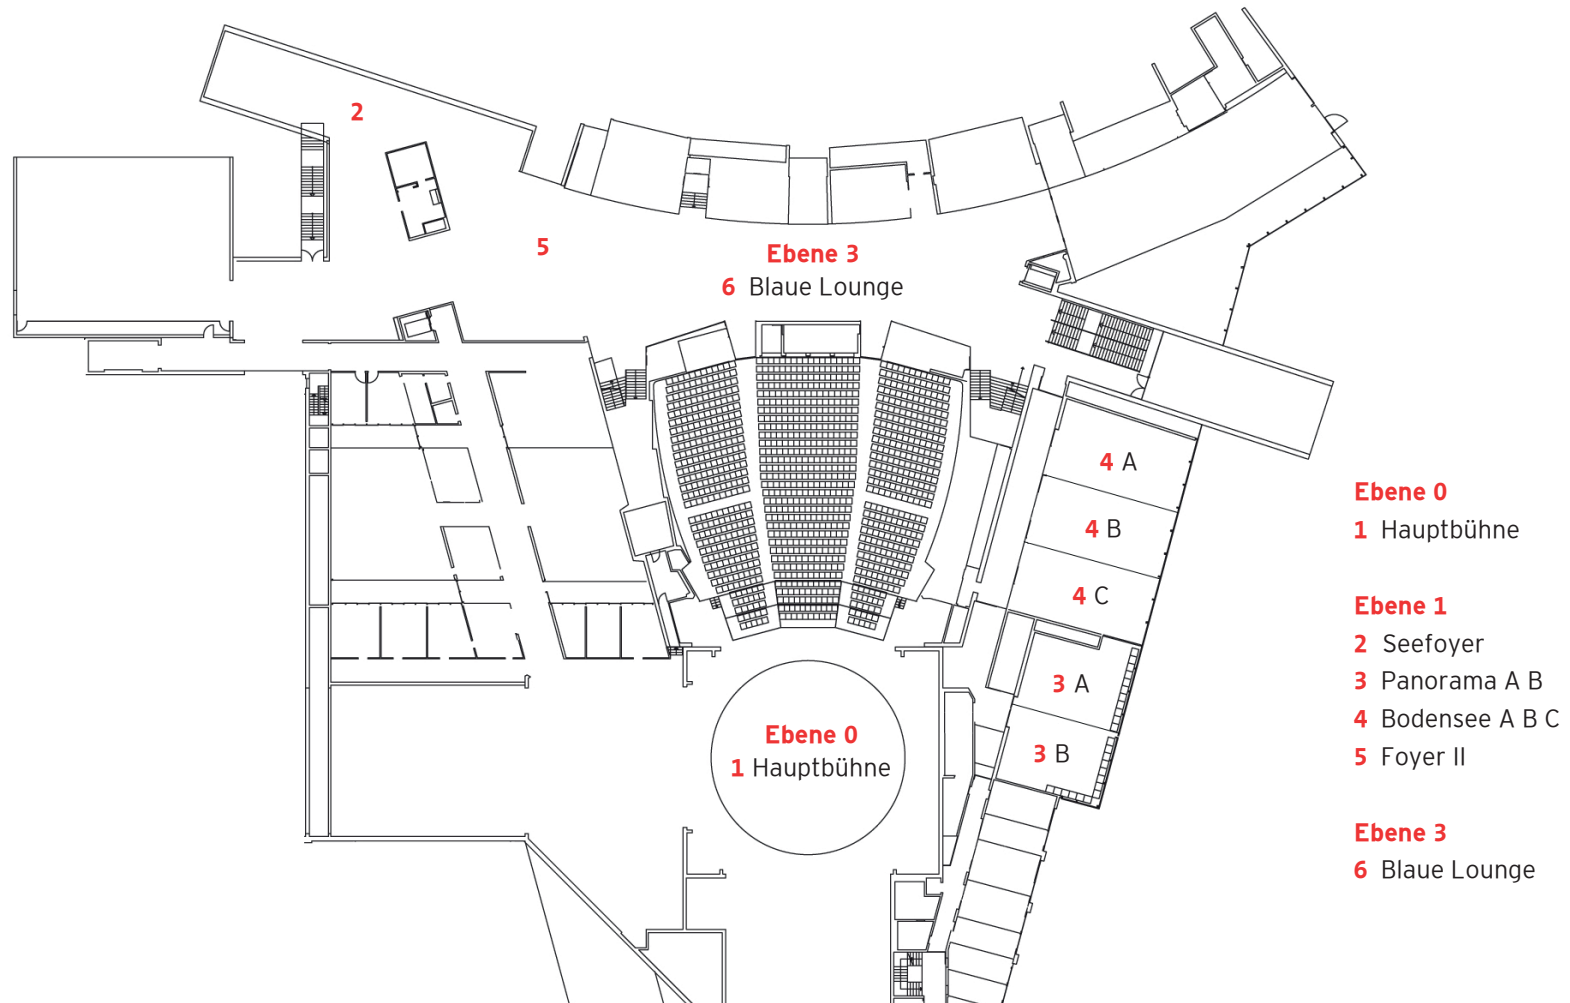 2
5
Ebene 3
6 Blaue Lounge
4 A
4 B
4 C
3 A
3 B
Ebene 0
1 Hauptbühne
Ebene 0
1 Hauptbühne
Ebene 1
2 Seefoyer
3 Panorama A B
4 Bodensee A B C
5 Foyer II
Ebene 3
6 Blaue Lounge